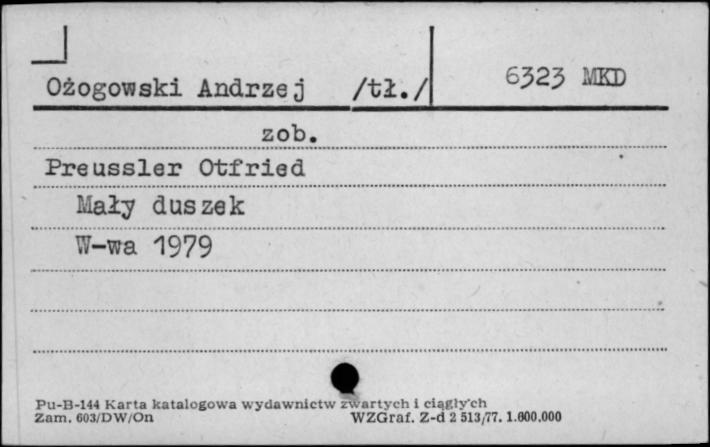 Ożogowski Andrzej /tł./ 6323 MKD
zob.
Preussler Otfried
Mały duszek
W-wa 1979
Pu-B-144 Karta katalogowa wydawnictw zwartych i ciągłych
Zam. 603/DW/On WZGraf. Z-d 2 513/77. 1.600.000